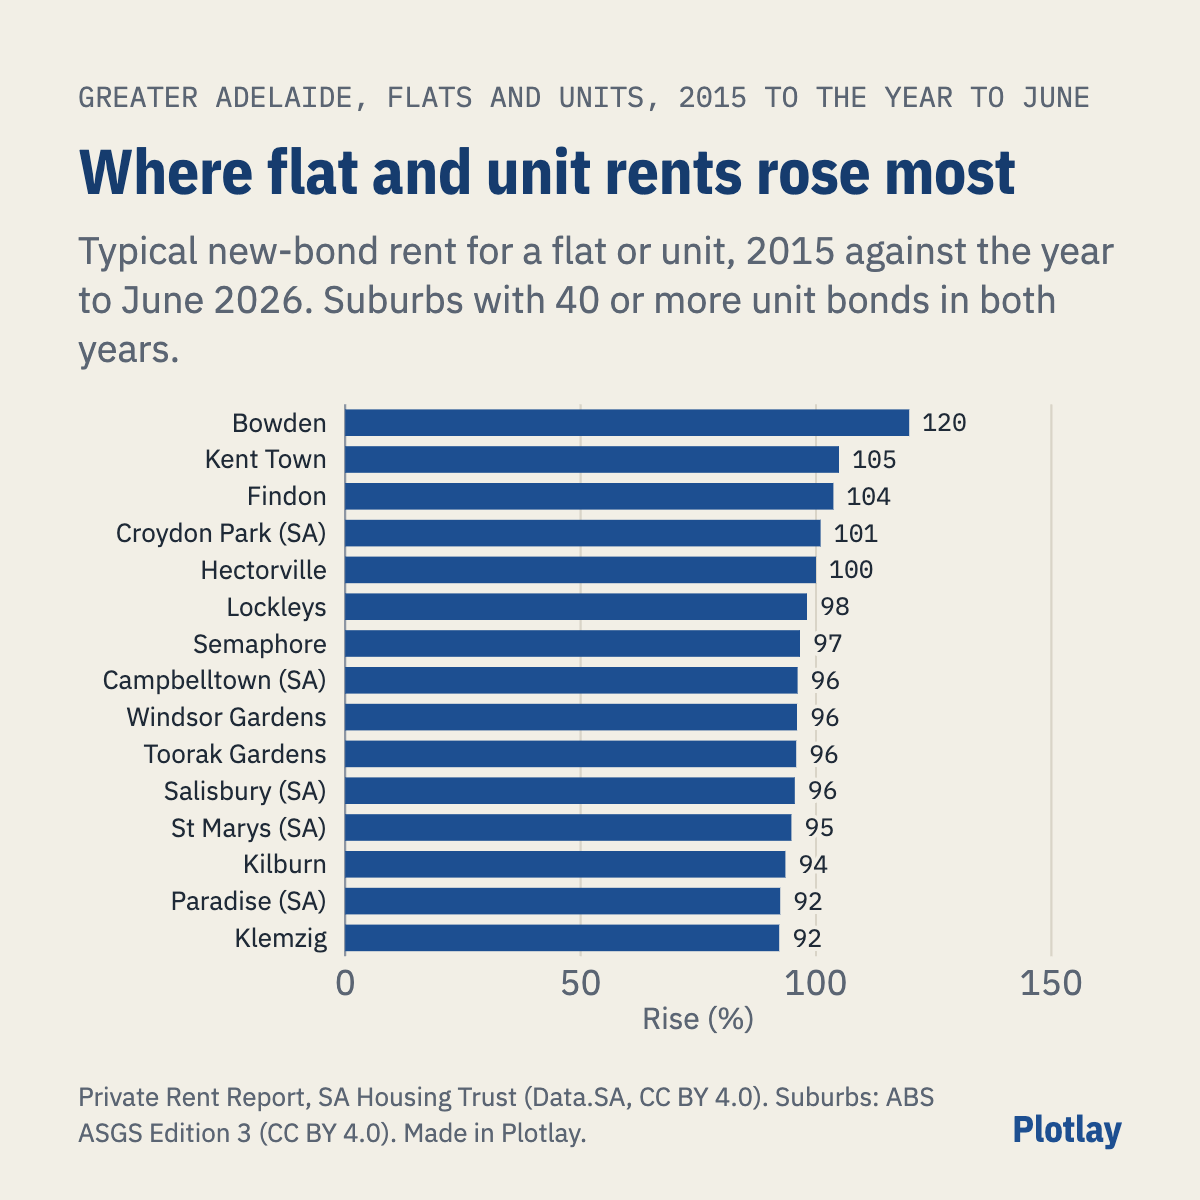 GREATER ADELAIDE, FLATS AND UNITS, 2015 TO THE YEAR TO JUNE
Where flat and unit rents rose most
Typical new-bond rent for a flat or unit, 2015 against the year
to June 2026. Suburbs with 40 or more unit bonds in both
years.
Bowden 120
Kent Town 105
Findon 104
Croydon Park (SA) 101
Hectorville 100
Lockleys 98
Semaphore 97
Campbelltown (SA) 96
Windsor Gardens 96
Toorak Gardens 96
Salisbury (SA) 96
St Marys (SA) 95
Kilburn 94
Paradise (SA) 92
Klemzig 92
0 50 100 150
Rise (%)
Private Rent Report, SA Housing Trust (Data.SA, CC BY 4.0). Suburbs: ABS
ASGS Edition 3 (CC BY 4.0). Made in Plotlay.
Plotlay